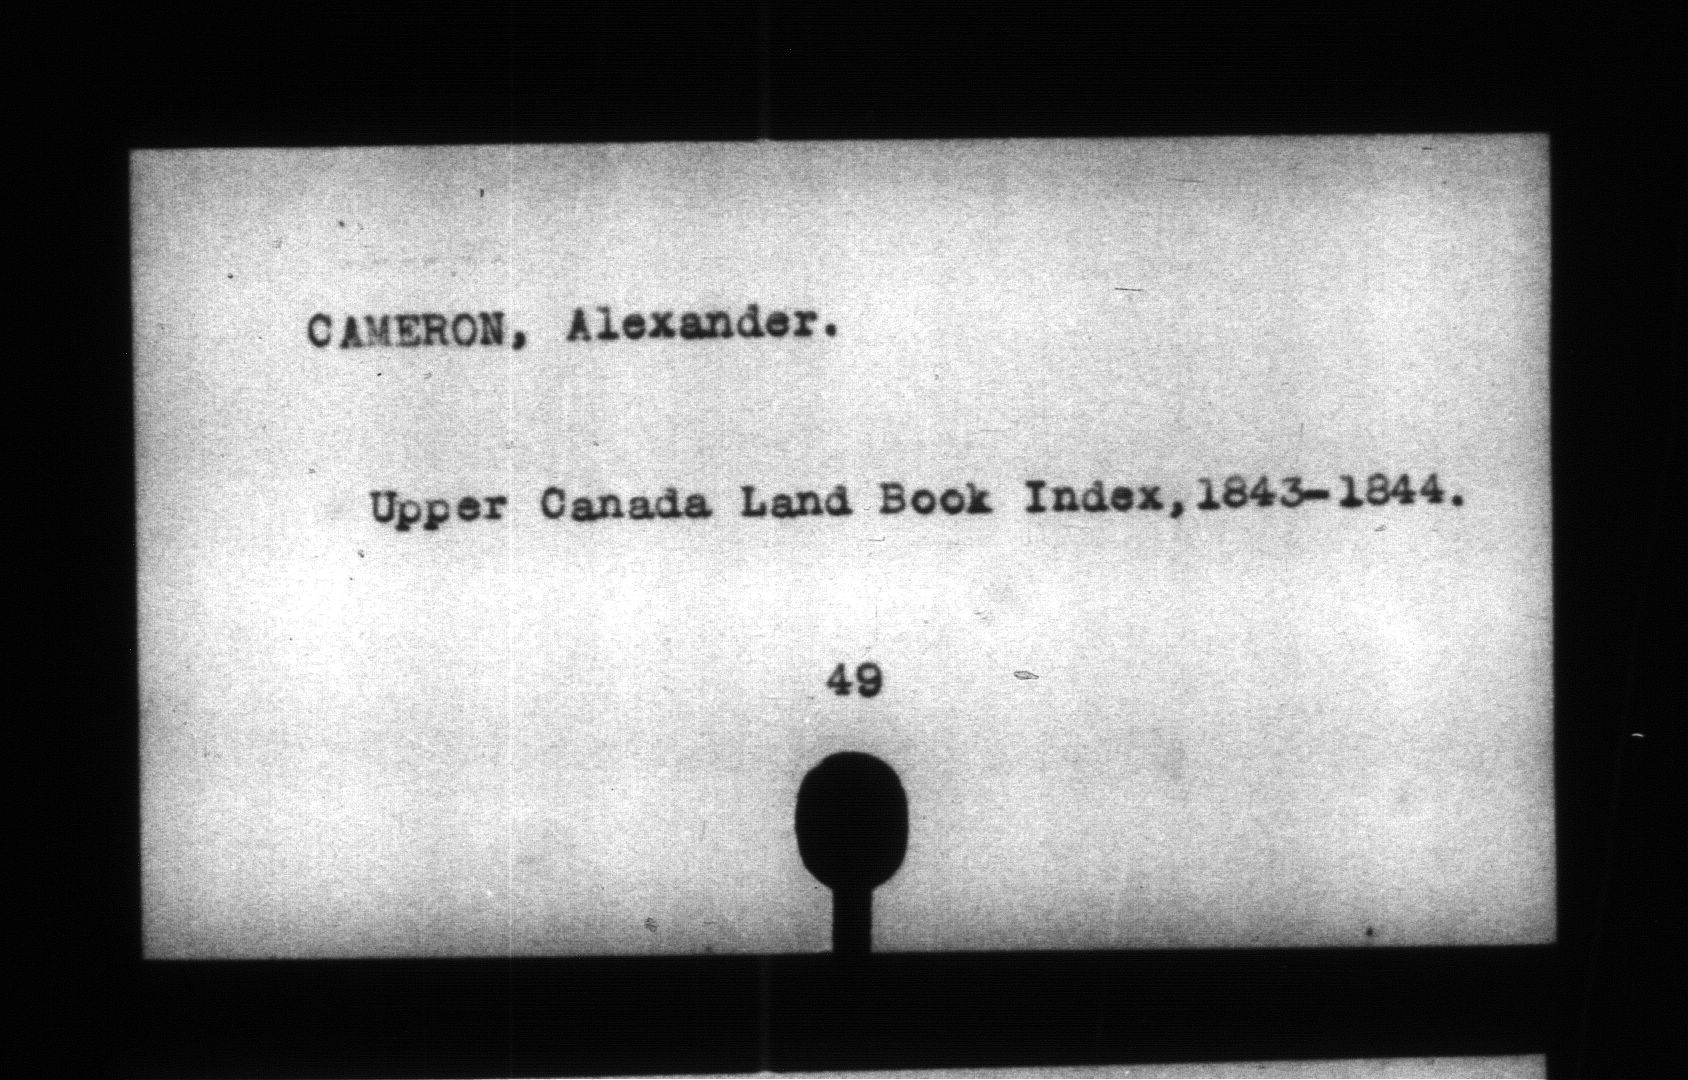 CAMERON, Alexander.
Upper Canada Land Book Index,1843-1844.
49